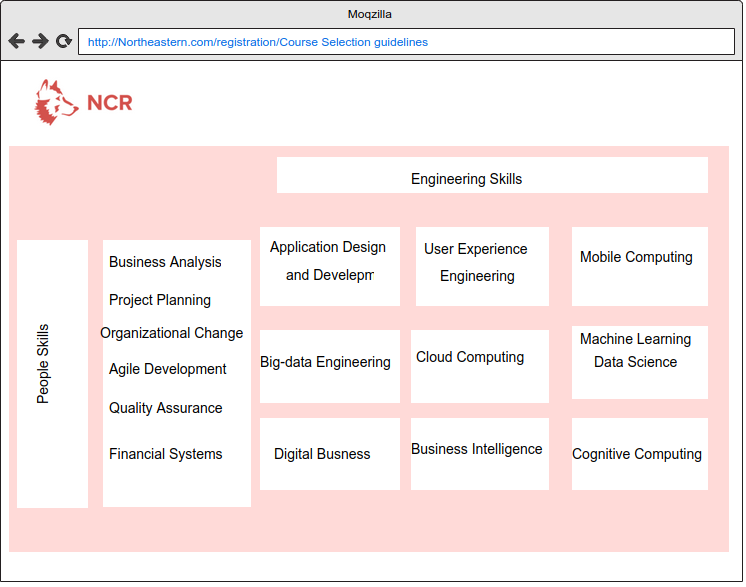 Moqzilla
http://Northeastern.com/registration/Course Selection guidelines
NCR
Engineering Skills
People Skills
Business Analysis
Project Planning
Organizational Change
Agile Development
Quality Assurance
Financial Systems
Application Design
and Developm
User Experience
Engineering
Mobile Computing
Big-data Engineering
Cloud Computing
Machine Learning
Data Science
Digital Busness
Business Intelligence
Cognitive Computing